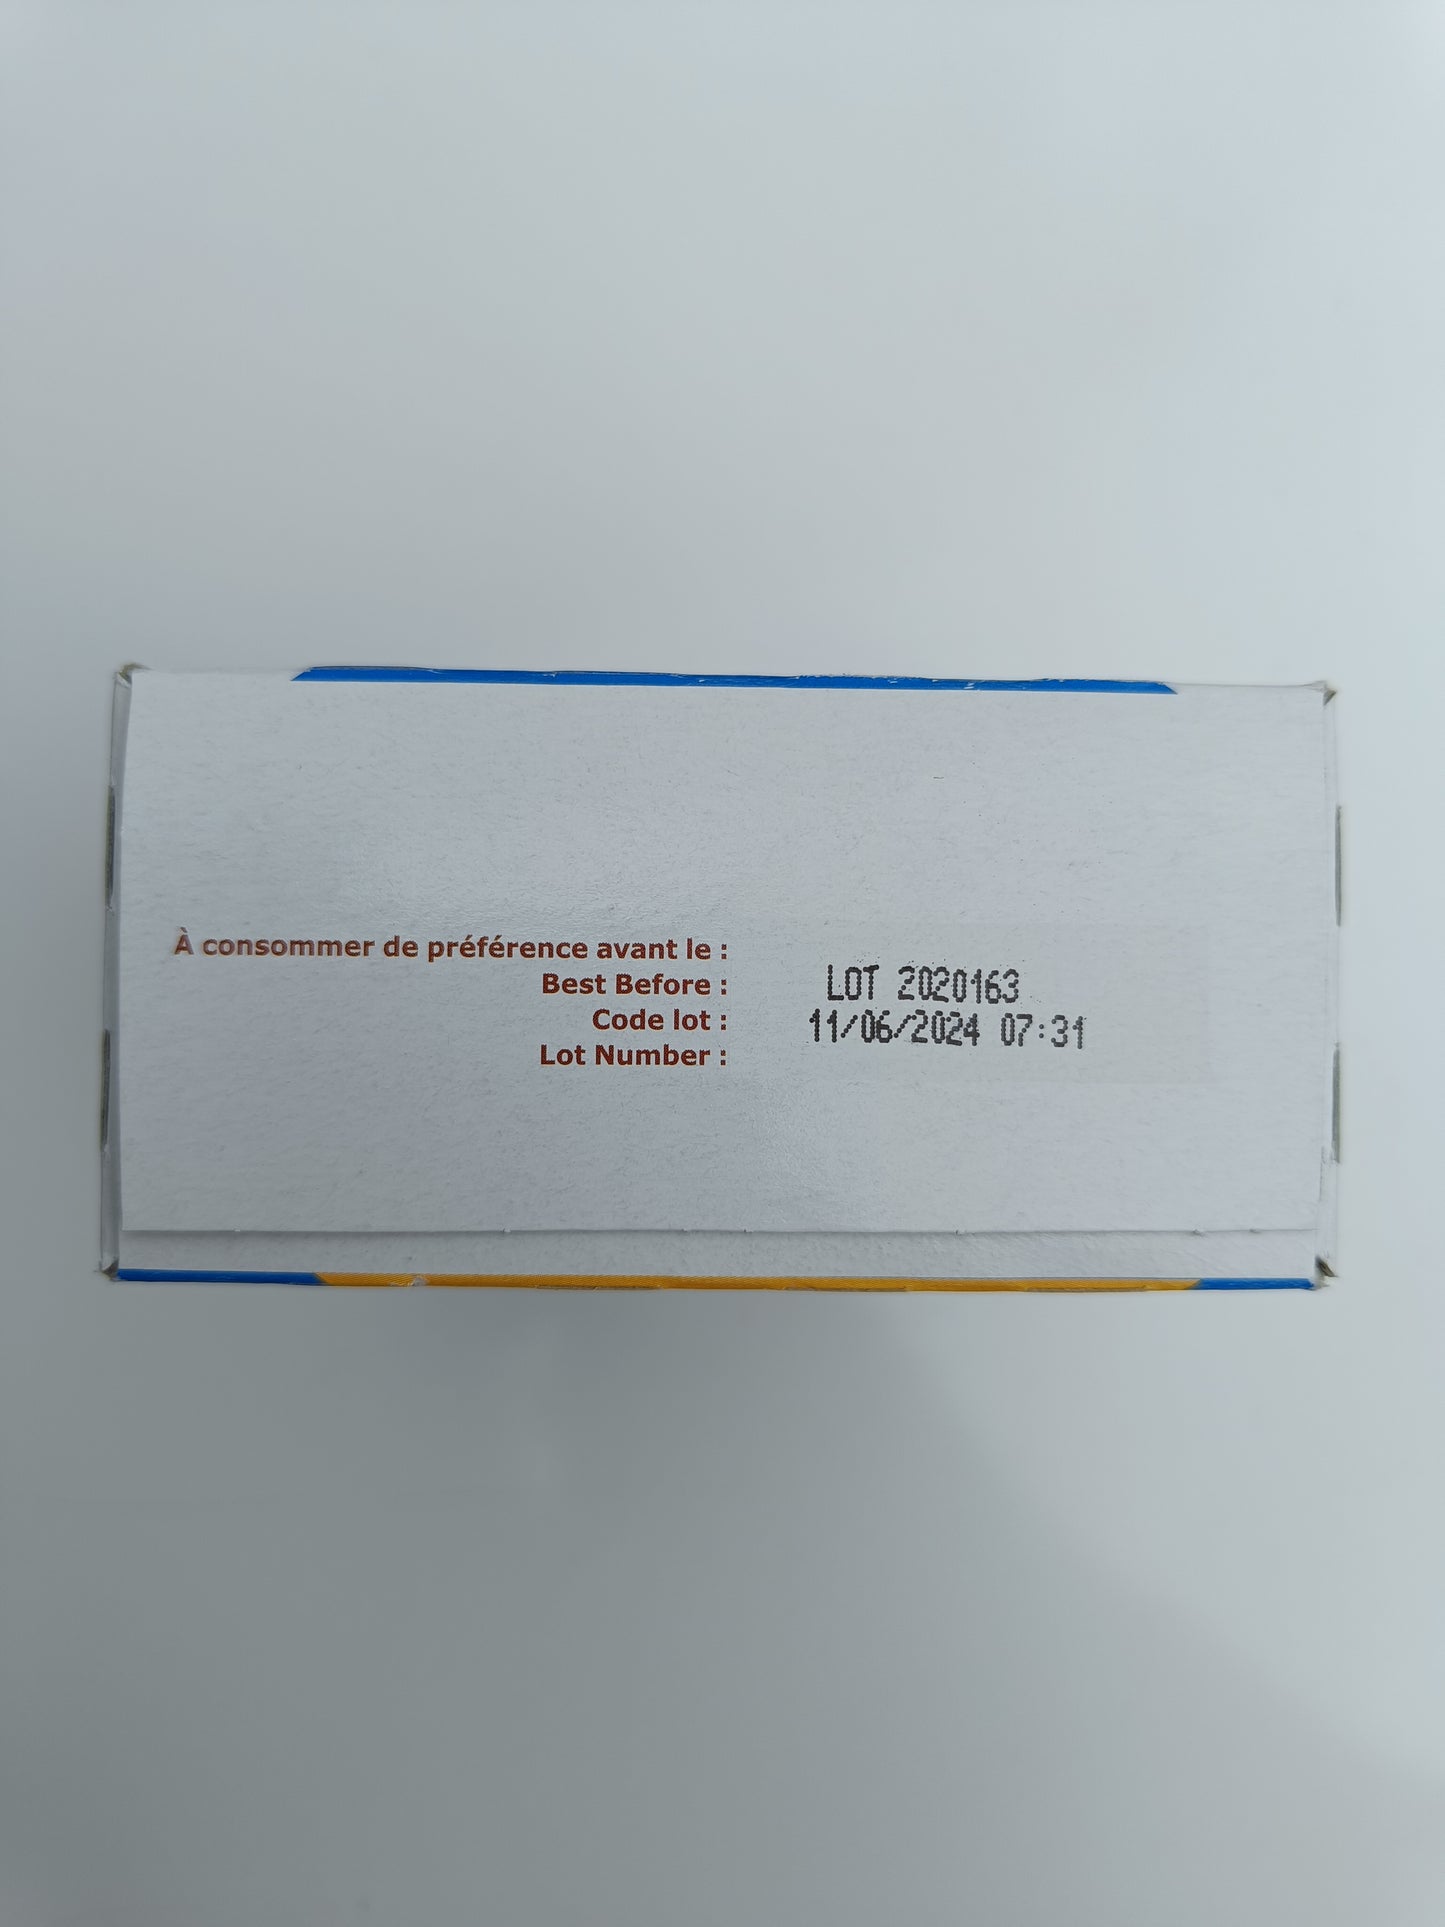 À consommer de préférence avant le :
Best Before :
Code lot :
Lot Number :
LOT 2020163
11/06/2024 07:31